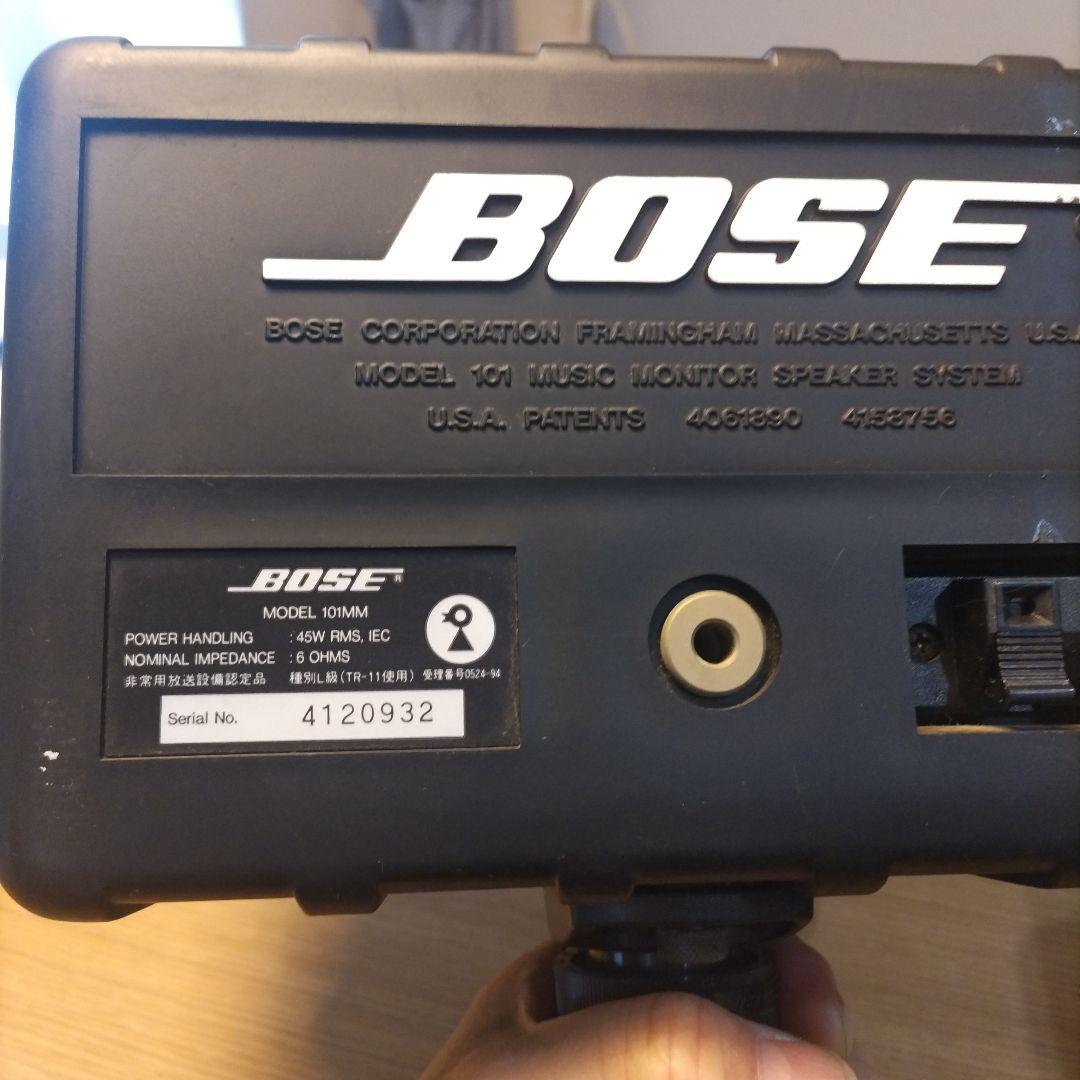 BOSE
BOSE CORPORATION FRAMINGHAM MASSACHUSETTS U.S.A
MODEL 101 MUSIC MONITOR SPEAKER SYSTEM
U.S.A. PATENTS 4061890 4158756
BOSE®
MODEL 101MM
POWER HANDLING : 45W RMS, IEC
NOMINAL IMPEDANCE : 6 OHMS
非常用放送設備認定品 種別L級(TR-11使用) 受理番号0524-94
Serial No. 4120932